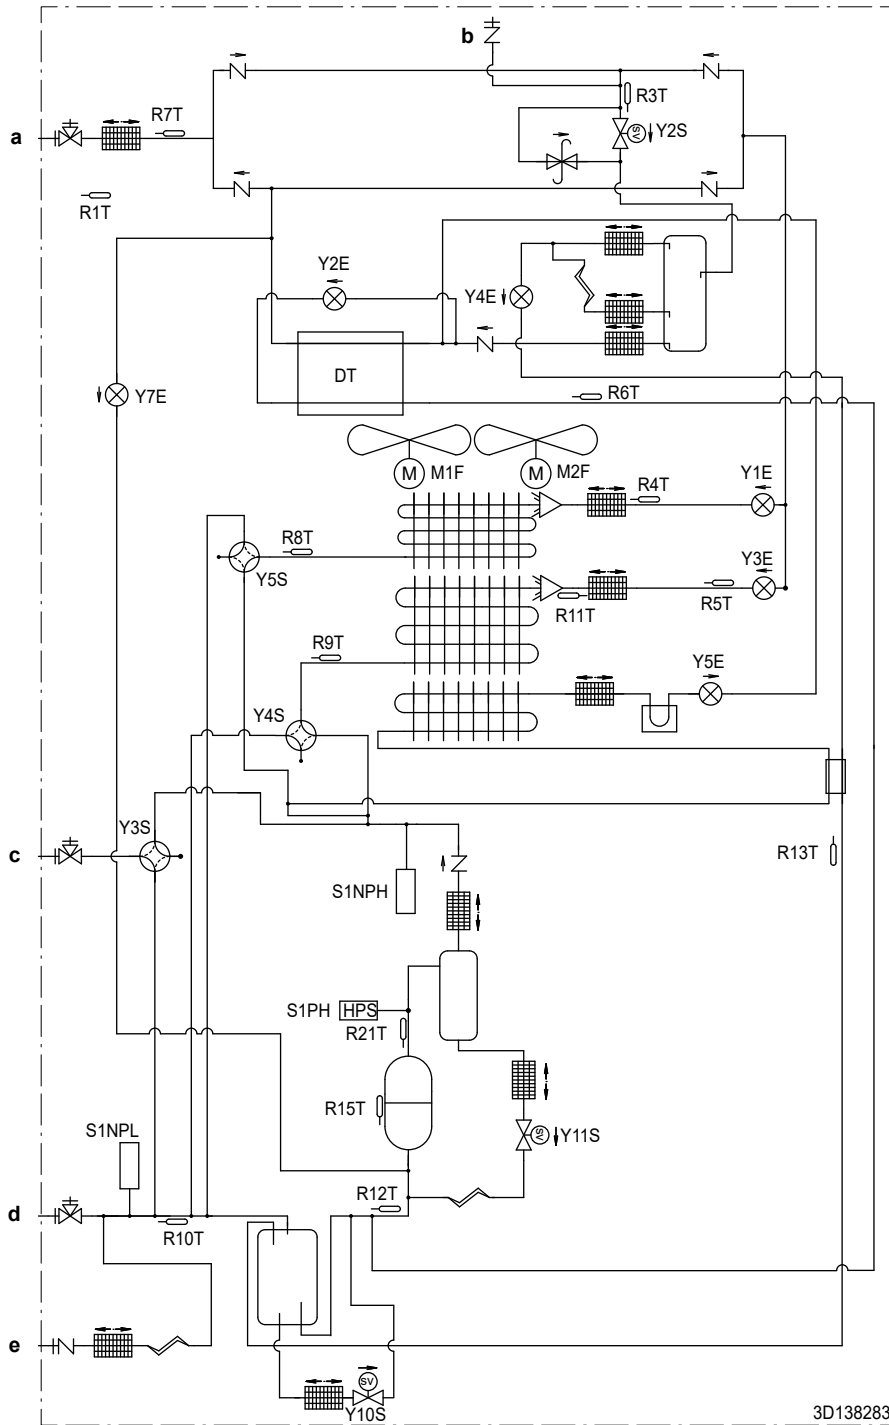 b
R3T
R7T
a
SV
Y2S
R1T
Y2E
Y4E
DT
R6T
Y7E
M
M1F
M
M2F
R4T
Y1E
R8T
Y5S
Y3E
R11T
R5T
R9T
Y5E
Y4S
Y3S
c
R13T
S1NPH
S1PH
HPS
R21T
R15T
S1NPL
SV
Y11S
R12T
d
R10T
e
SV
Y10S
3D138283